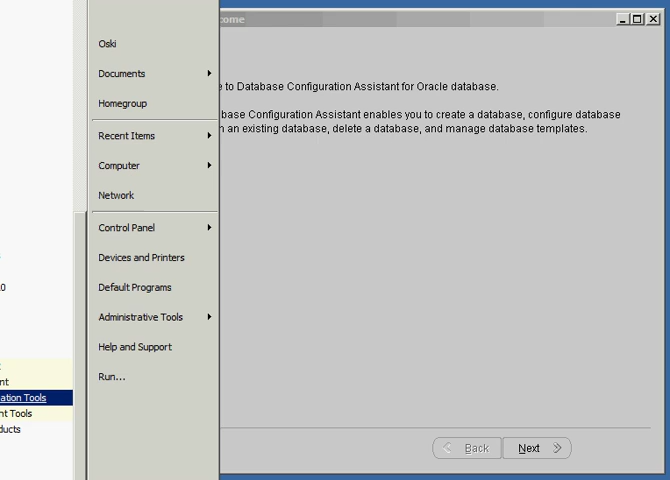 come
Oski
Documents
Homegroup
Recent Items
Computer
Network
Control Panel
Devices and Printers
Default Programs
Administrative Tools
Help and Support
Run...
e to Database Configuration Assistant for Oracle database.
base Configuration Assistant enables you to create a database, configure database
n an existing database, delete a database, and manage database templates.
0
nt
ation Tools
nt Tools
ducts
Back
Next